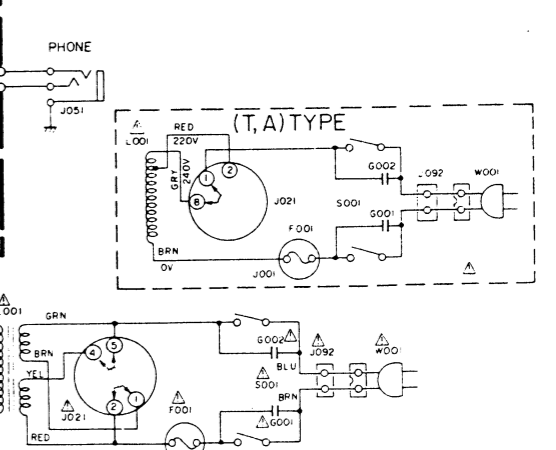 PHONE
J051
(T, A) TYPE
L001
RED
220V
GRY
240V
1
2
8
J021
BRN
0V
J001
F001
S001
G002
G001
J092
W001
GRN
BRN
YEL
RED
4
5
2
1
J021
F001
G002
S001
G001
BLU
BRN
J092
W001